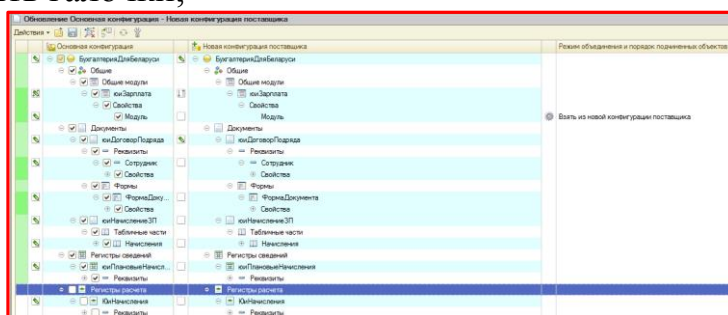 Обновление Основная конфигурация - Новая конфигурация поставщика
Действия
Основная конфигурация Новая конфигурация поставщика Режим объединения и порядок подчиненных объектов
БухгалтерияДляБеларуси БухгалтерияДляБеларуси
Общие Общие
Общие модули Общие модули
юиЗарплата юиЗарплата
Свойства Свойства
Модуль Модуль Взять из новой конфигурации поставщика
Документы Документы
юиДоговорПодряда юиДоговорПодряда
Реквизиты Реквизиты
Сотрудник Сотрудник
Свойства Свойства
Формы Формы
ФормаДоку... ФормаДокумента
Свойства Свойства
юиНачислениеЗП юиНачислениеЗП
Табличные части Табличные части
Начисления Начисления
Регистры сведений Регистры сведений
юиПлановыеНачисл... юиПлановыеНачисления
Реквизиты Реквизиты
Регистры расчета Регистры расчета
ЮиНачисления ЮиНачисления
Реквизиты Реквизиты